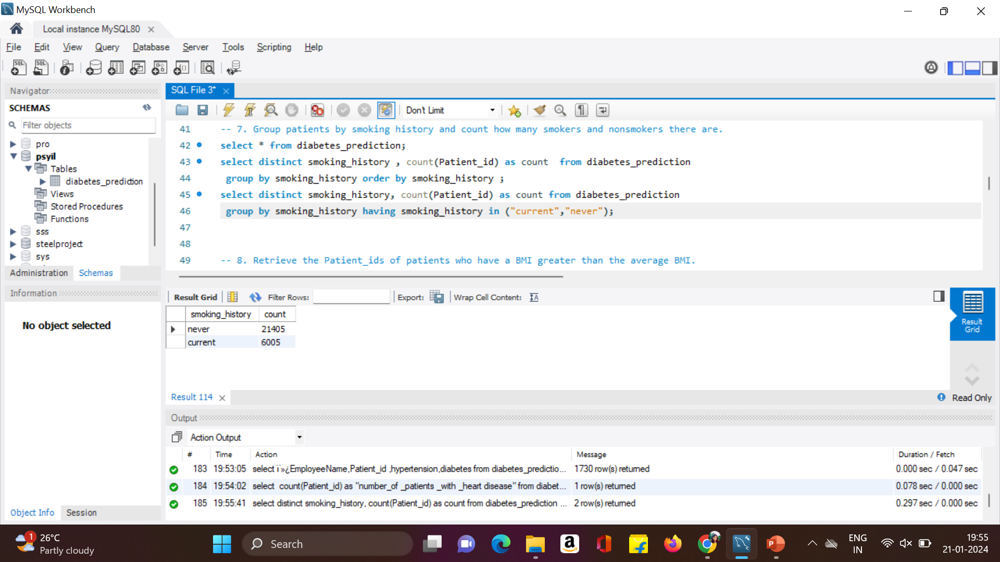 MySQL Workbench
Local instance MySQL80
File Edit View Query Database Server Tools Scripting Help
Navigator
SCHEMAS
Filter objects
pro
psyil
Tables
diabetes_prediction
Views
Stored Procedures
Functions
sss
steelproject
sys
Administration Schemas
Information
No object selected
Object Info Session
SQL File 3*
Don't Limit
41 -- 7. Group patients by smoking history and count how many smokers and nonsmokers there are.
42 select * from diabetes_prediction;
43 select distinct smoking_history , count(Patient_id) as count from diabetes_prediction
44 group by smoking_history order by smoking_history ;
45 select distinct smoking_history, count(Patient_id) as count from diabetes_prediction
46 group by smoking_history having smoking_history in ("current","never");
47
48
49 -- 8. Retrieve the Patient_ids of patients who have a BMI greater than the average BMI.
Result Grid Filter Rows: Export: Wrap Cell Content:
smoking_history count
never 21405
current 6005
Result Grid
Result 114
Read Only
Output
Action Output
# Time Action Message Duration / Fetch
183 19:53:05 select ï»¿EmployeeName,Patient_id ,hypertension,diabetes from diabetes_predictio... 1730 row(s) returned 0.000 sec / 0.047 sec
184 19:54:02 select count(Patient_id) as "number_of _patients _with _heart disease" from diabet... 1 row(s) returned 0.078 sec / 0.000 sec
185 19:55:41 select distinct smoking_history, count(Patient_id) as count from diabetes_prediction ... 2 row(s) returned 0.297 sec / 0.000 sec
1
26°C
Partly cloudy
Search
ENG
IN
19:55
21-01-2024